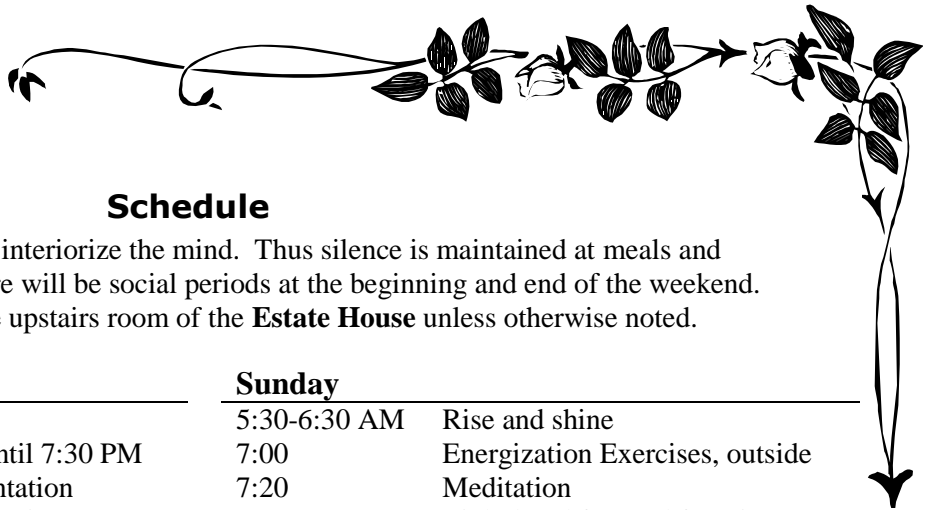 Schedule
interiorize the mind. Thus silence is maintained at meals and
will be social periods at the beginning and end of the weekend.
upstairs room of the Estate House unless otherwise noted.
Sunday
5:30-6:30 AM Rise and shine
until 7:30 PM 7:00 Energization Exercises, outside
7:20 Meditation